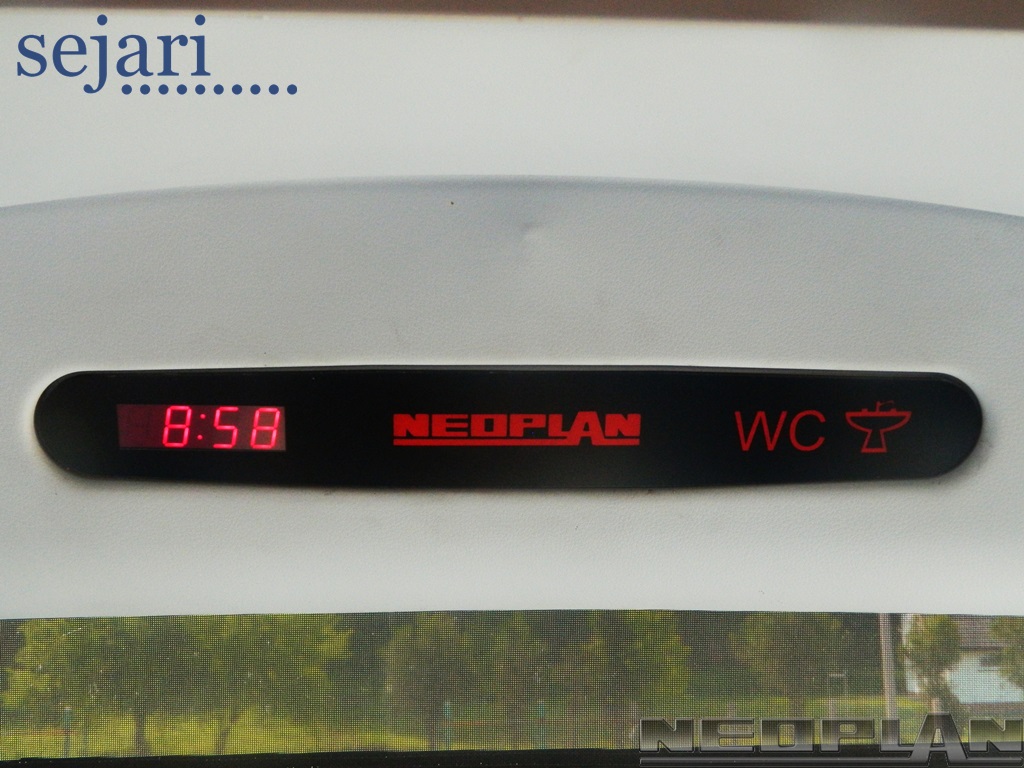 sejari..........
8:58 NEOPLAN WC
NEOPLAN